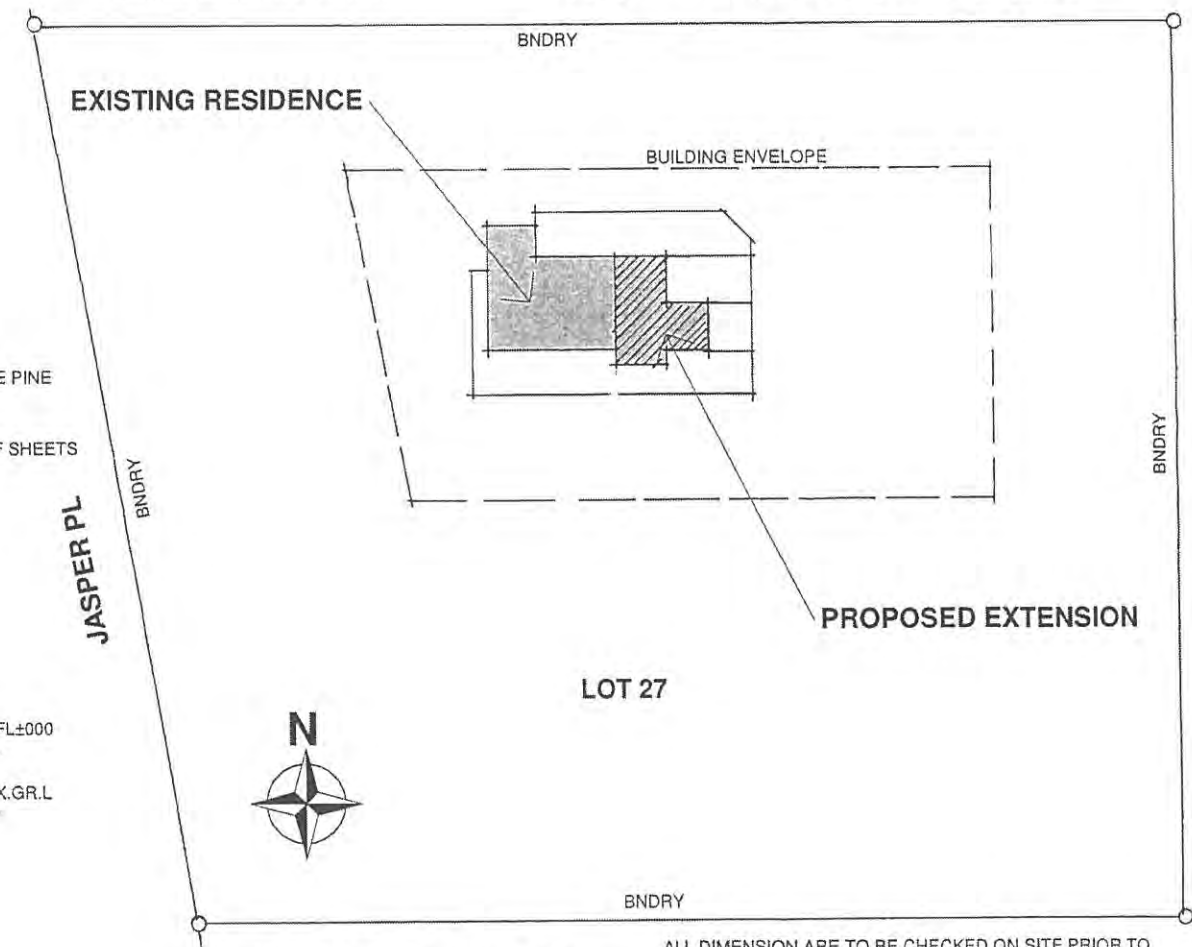 BNDRY
EXISTING RESIDENCE
BUILDING ENVELOPE
E PINE
SHEETS
BNDRY
BNDRY
JASPER PL
PROPOSED EXTENSION
LOT 27
FL±000
N
X.GR.L
BNDRY
ALL DIMENSION ARE TO BE CHECKED ON SITE PRIOR TO